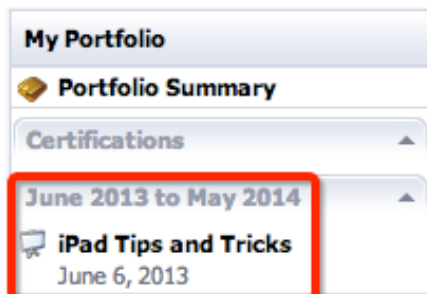 My Portfolio
Portfolio Summary
Certifications
June 2013 to May 2014
iPad Tips and Tricks
June 6, 2013